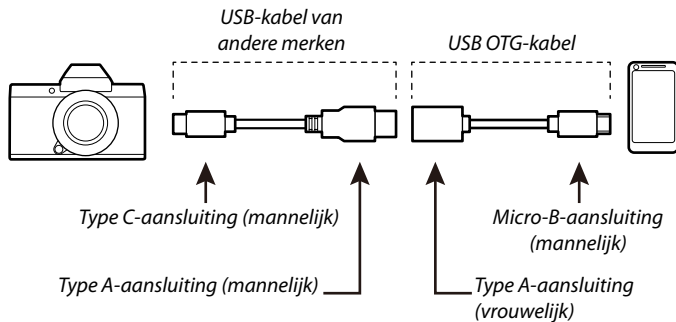 USB-kabel van
andere merken
USB OTG-kabel
Type C-aansluiting (mannelijk)
Micro-B-aansluiting
(mannelijk)
Type A-aansluiting (mannelijk)
Type A-aansluiting
(vrouwelijk)